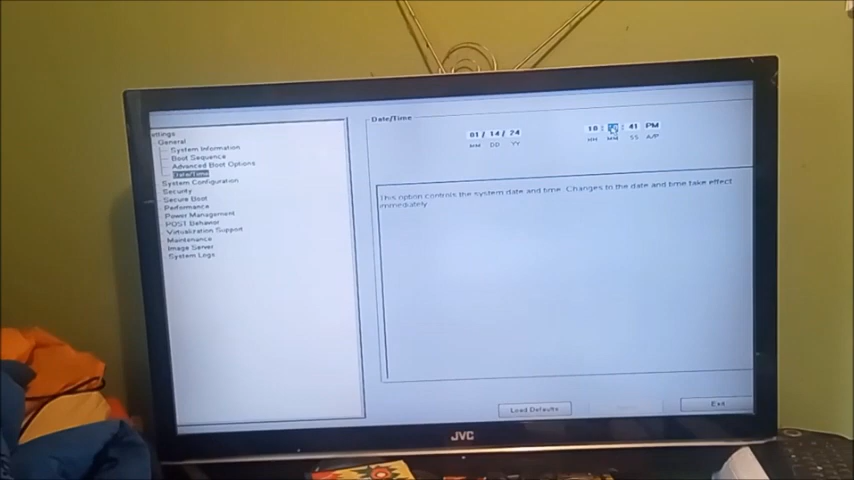 ettings
General
System Information
Boot Sequence
Advanced Boot Options
Date/Time
System Configuration
Security
Secure Boot
Performance
Power Management
POST Behavior
Virtualization Support
Maintenance
Image Server
System Logs
Date/Time
01 / 14 / 24
MM DD YY
10 : : 41 PM
HH MM SS A/P
This option controls the system date and time. Changes to the date and time take effect
immediately
Load Defaults
Exit
JVC